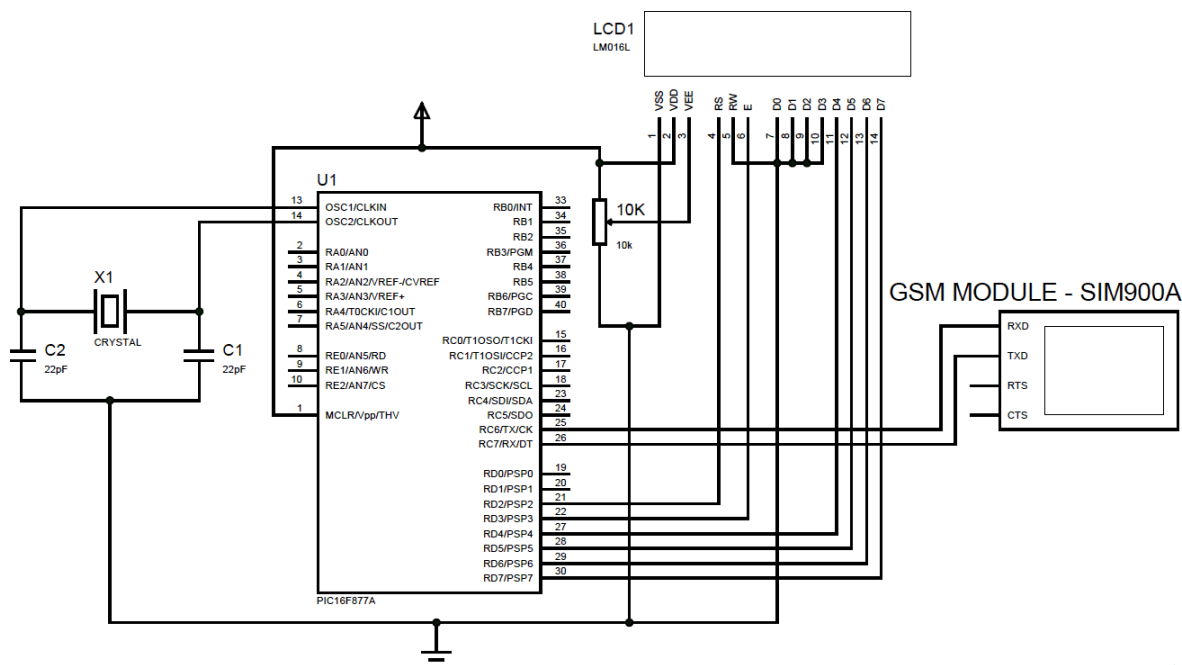 LCD1
LM016L
VSS
VDD
VEE
RS
RW
E
D0
D1
D2
D3
D4
D5
D6
D7
1
2
3
4
5
6
7
8
9
10
11
12
13
14
U1
13 OSC1/CLKIN
14 OSC2/CLKOUT
2 RA0/AN0
3 RA1/AN1
4 RA2/AN2/VREF-/CVREF
5 RA3/AN3/VREF+
6 RA4/T0CKI/C1OUT
7 RA5/AN4/SS/C2OUT
8 RE0/AN5/RD
9 RE1/AN6/WR
10 RE2/AN7/CS
1 MCLR/Vpp/THV
RB0/INT 33
RB1 34
RB2 35
RB3/PGM 36
RB4 37
RB5 38
RB6/PGC 39
RB7/PGD 40
RC0/T1OSO/T1CKI 15
RC1/T1OSI/CCP2 16
RC2/CCP1 17
RC3/SCK/SCL 18
RC4/SDI/SDA 23
RC5/SDO 24
RC6/TX/CK 25
RC7/RX/DT 26
RD0/PSP0 19
RD1/PSP1 20
RD2/PSP2 21
RD3/PSP3 22
RD4/PSP4 27
RD5/PSP5 28
RD6/PSP6 29
RD7/PSP7 30
PIC16F877A
10K
10k
X1
CRYSTAL
C2
22pF
C1
22pF
GSM MODULE - SIM900A
RXD
TXD
RTS
CTS